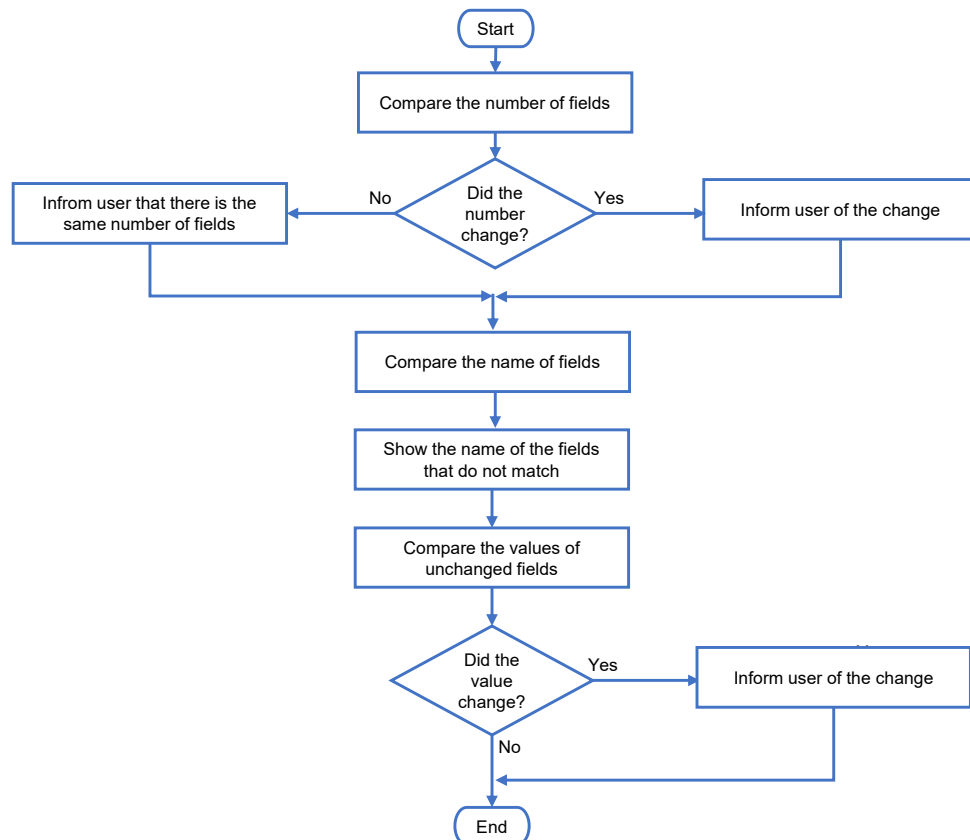 Start
Compare the number of fields
Did the
number
change?
No
Yes
Infrom user that there is the
same number of fields
Inform user of the change
Compare the name of fields
Show the name of the fields
that do not match
Compare the values of
unchanged fields
Did the
value
change?
Yes
Inform user of the change
No
End